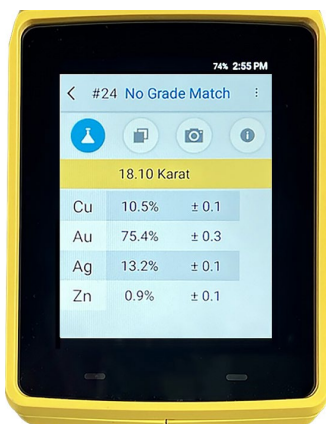 74% 2:55 PM
#24 No Grade Match
18.10 Karat
Cu 10.5% ± 0.1
Au 75.4% ± 0.3
Ag 13.2% ± 0.1
Zn 0.9% ± 0.1